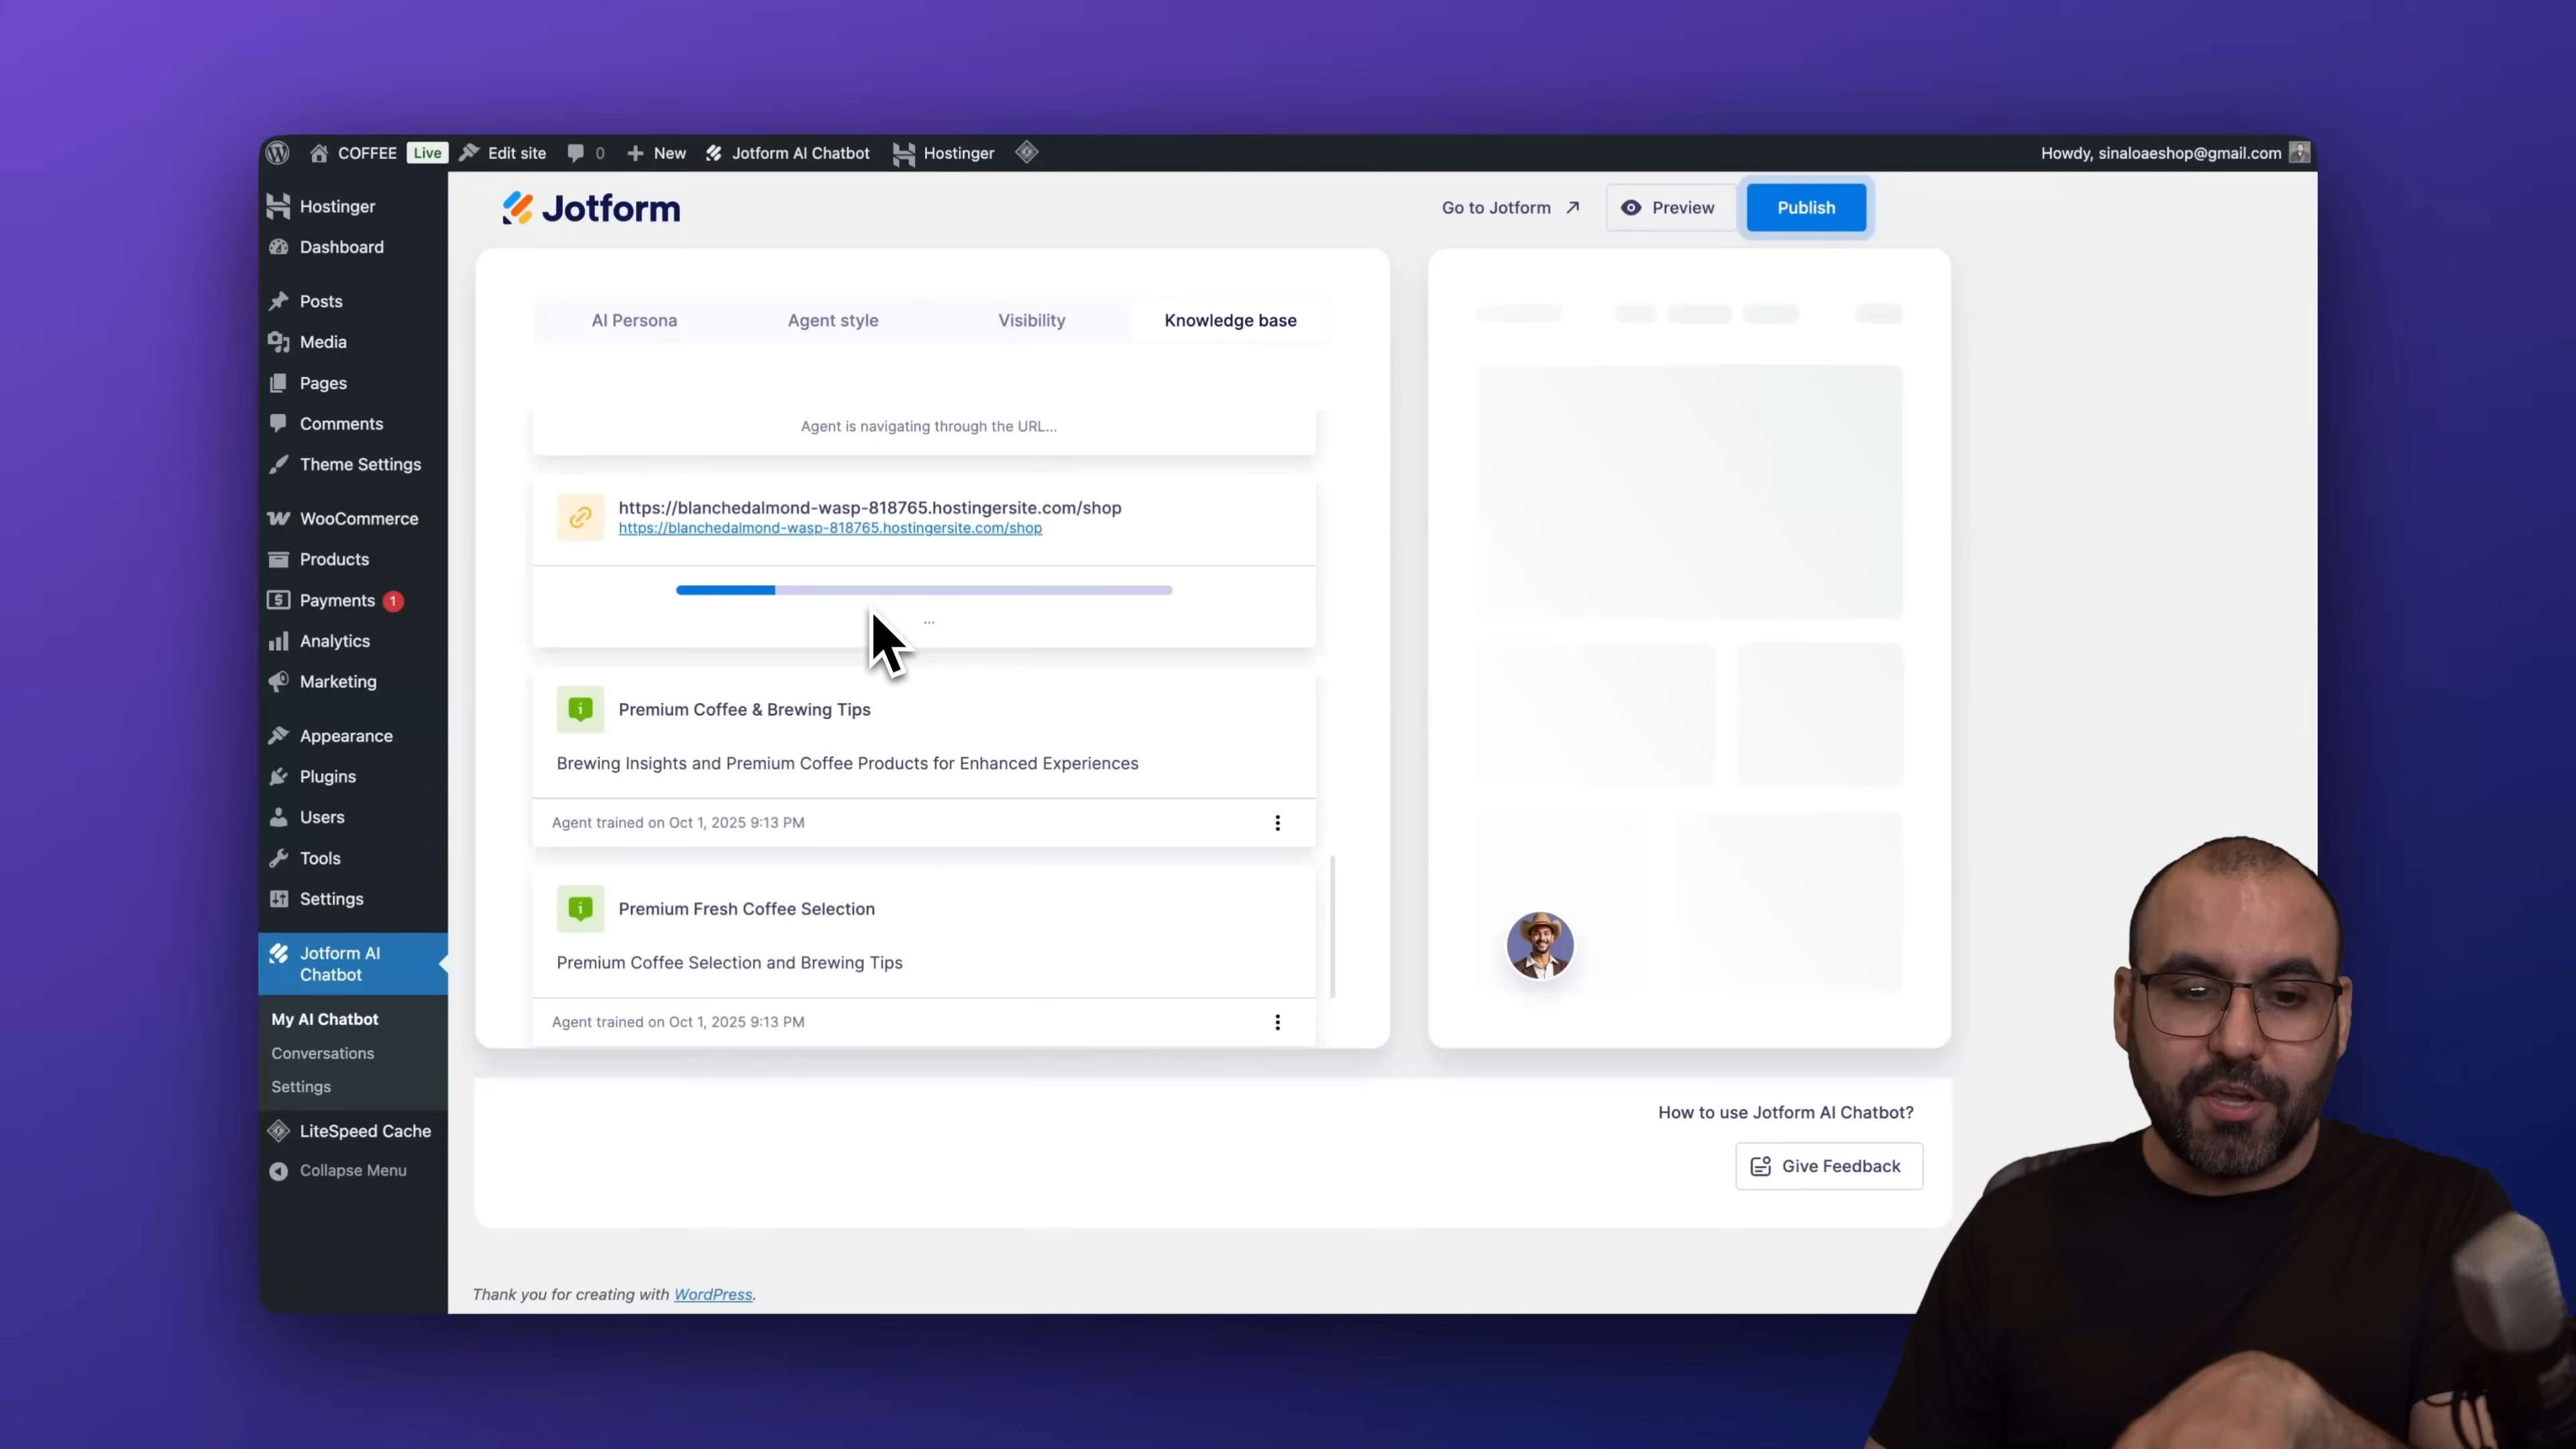 COFFEE Live Edit site 0 New Jotform AI Chatbot Hostinger Howdy, sinaloaeshop@gmail.com
Hostinger
Dashboard
Posts
Media
Pages
Comments
Theme Settings
WooCommerce
Products
Payments 1
Analytics
Marketing
Appearance
Plugins
Users
Tools
Settings
Jotform AI
Chatbot
My AI Chatbot
Conversations
Settings
LiteSpeed Cache
Collapse Menu
Jotform
Go to Jotform Preview Publish
AI Persona Agent style Visibility Knowledge base
Agent is navigating through the URL...
https://blanchedalmond-wasp-818765.hostingersite.com/shop
https://blanchedalmond-wasp-818765.hostingersite.com/shop
...
Premium Coffee & Brewing Tips
Brewing Insights and Premium Coffee Products for Enhanced Experiences
Agent trained on Oct 1, 2025 9:13 PM
Premium Fresh Coffee Selection
Premium Coffee Selection and Brewing Tips
Agent trained on Oct 1, 2025 9:13 PM
How to use Jotform AI Chatbot?
Give Feedback
Thank you for creating with WordPress.